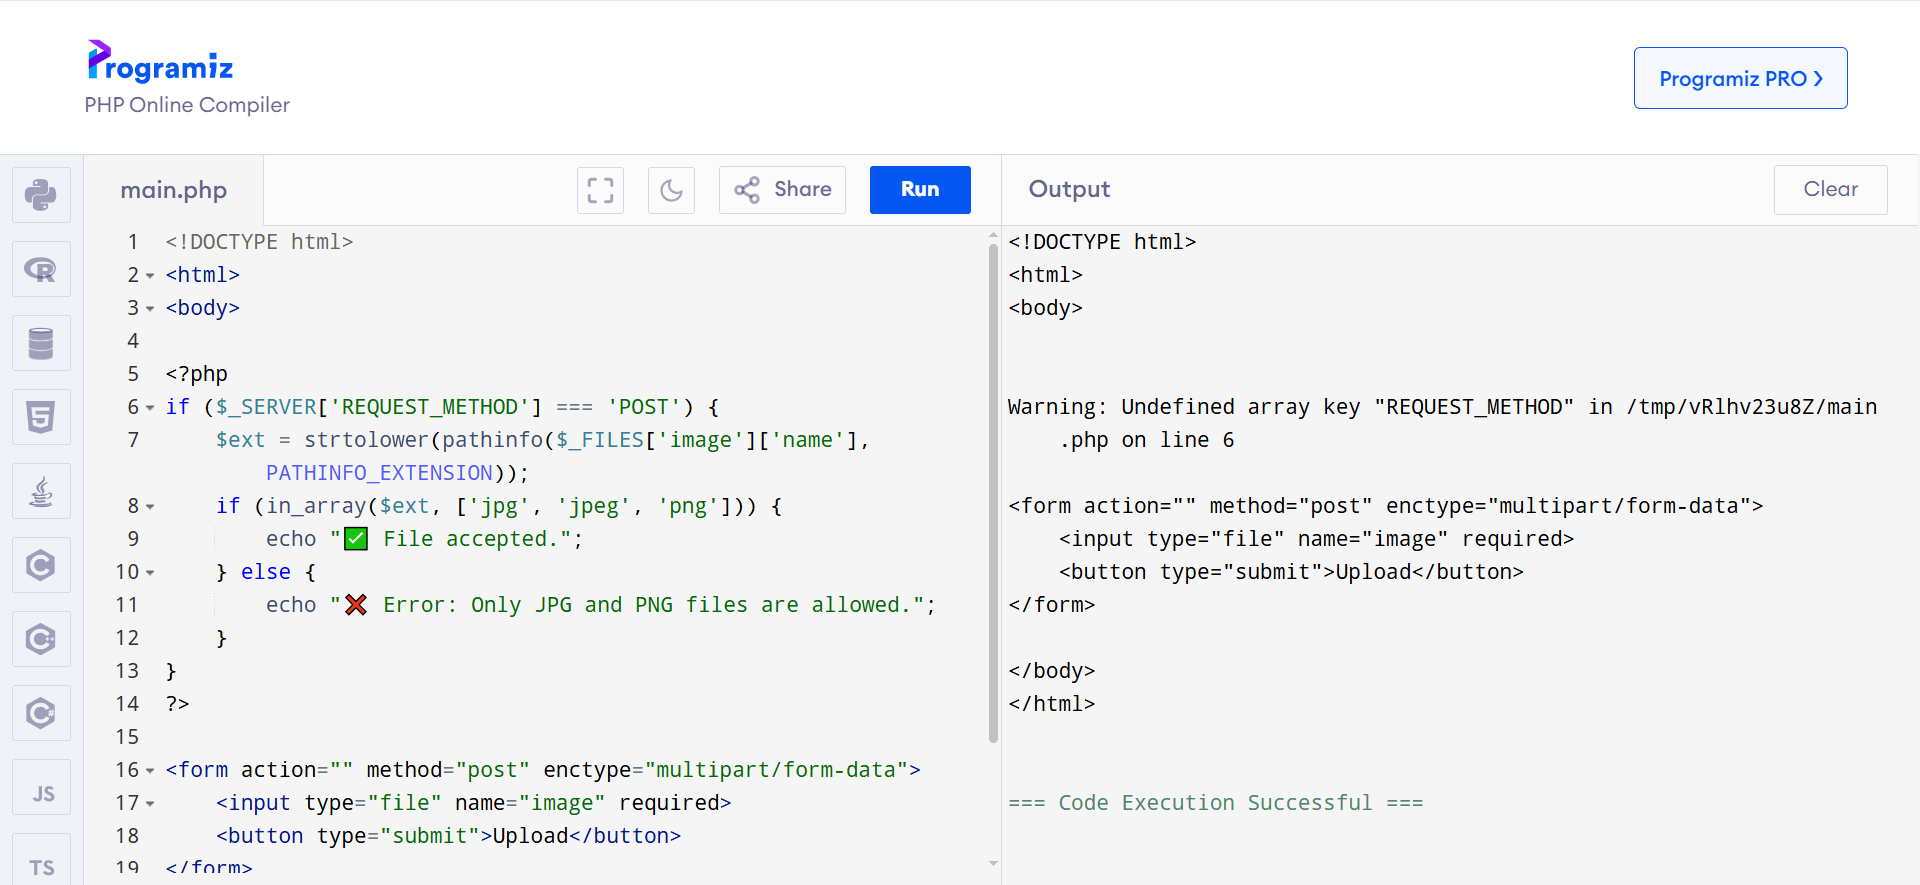 Programiz
PHP Online Compiler
Programiz PRO ❯
main.php
Share
Run
Output
Clear
1 <!DOCTYPE html>
2 <html>
3 <body>
4
5 <?php
6 if ($_SERVER['REQUEST_METHOD'] === 'POST') {
7     $ext = strtolower(pathinfo($_FILES['image']['name'],
        PATHINFO_EXTENSION));
8     if (in_array($ext, ['jpg', 'jpeg', 'png'])) {
9         echo "✅ File accepted.";
10     } else {
11         echo "❌ Error: Only JPG and PNG files are allowed.";
12     }
13 }
14 ?>
15
16 <form action="" method="post" enctype="multipart/form-data">
17     <input type="file" name="image" required>
18     <button type="submit">Upload</button>
19 </form>
<!DOCTYPE html>
<html>
<body>
Warning: Undefined array key "REQUEST_METHOD" in /tmp/vRlhv23u8Z/main
    .php on line 6
<form action="" method="post" enctype="multipart/form-data">
    <input type="file" name="image" required>
    <button type="submit">Upload</button>
</form>
</body>
</html>
=== Code Execution Successful ===
R
5
C
C++
C#
JS
TS